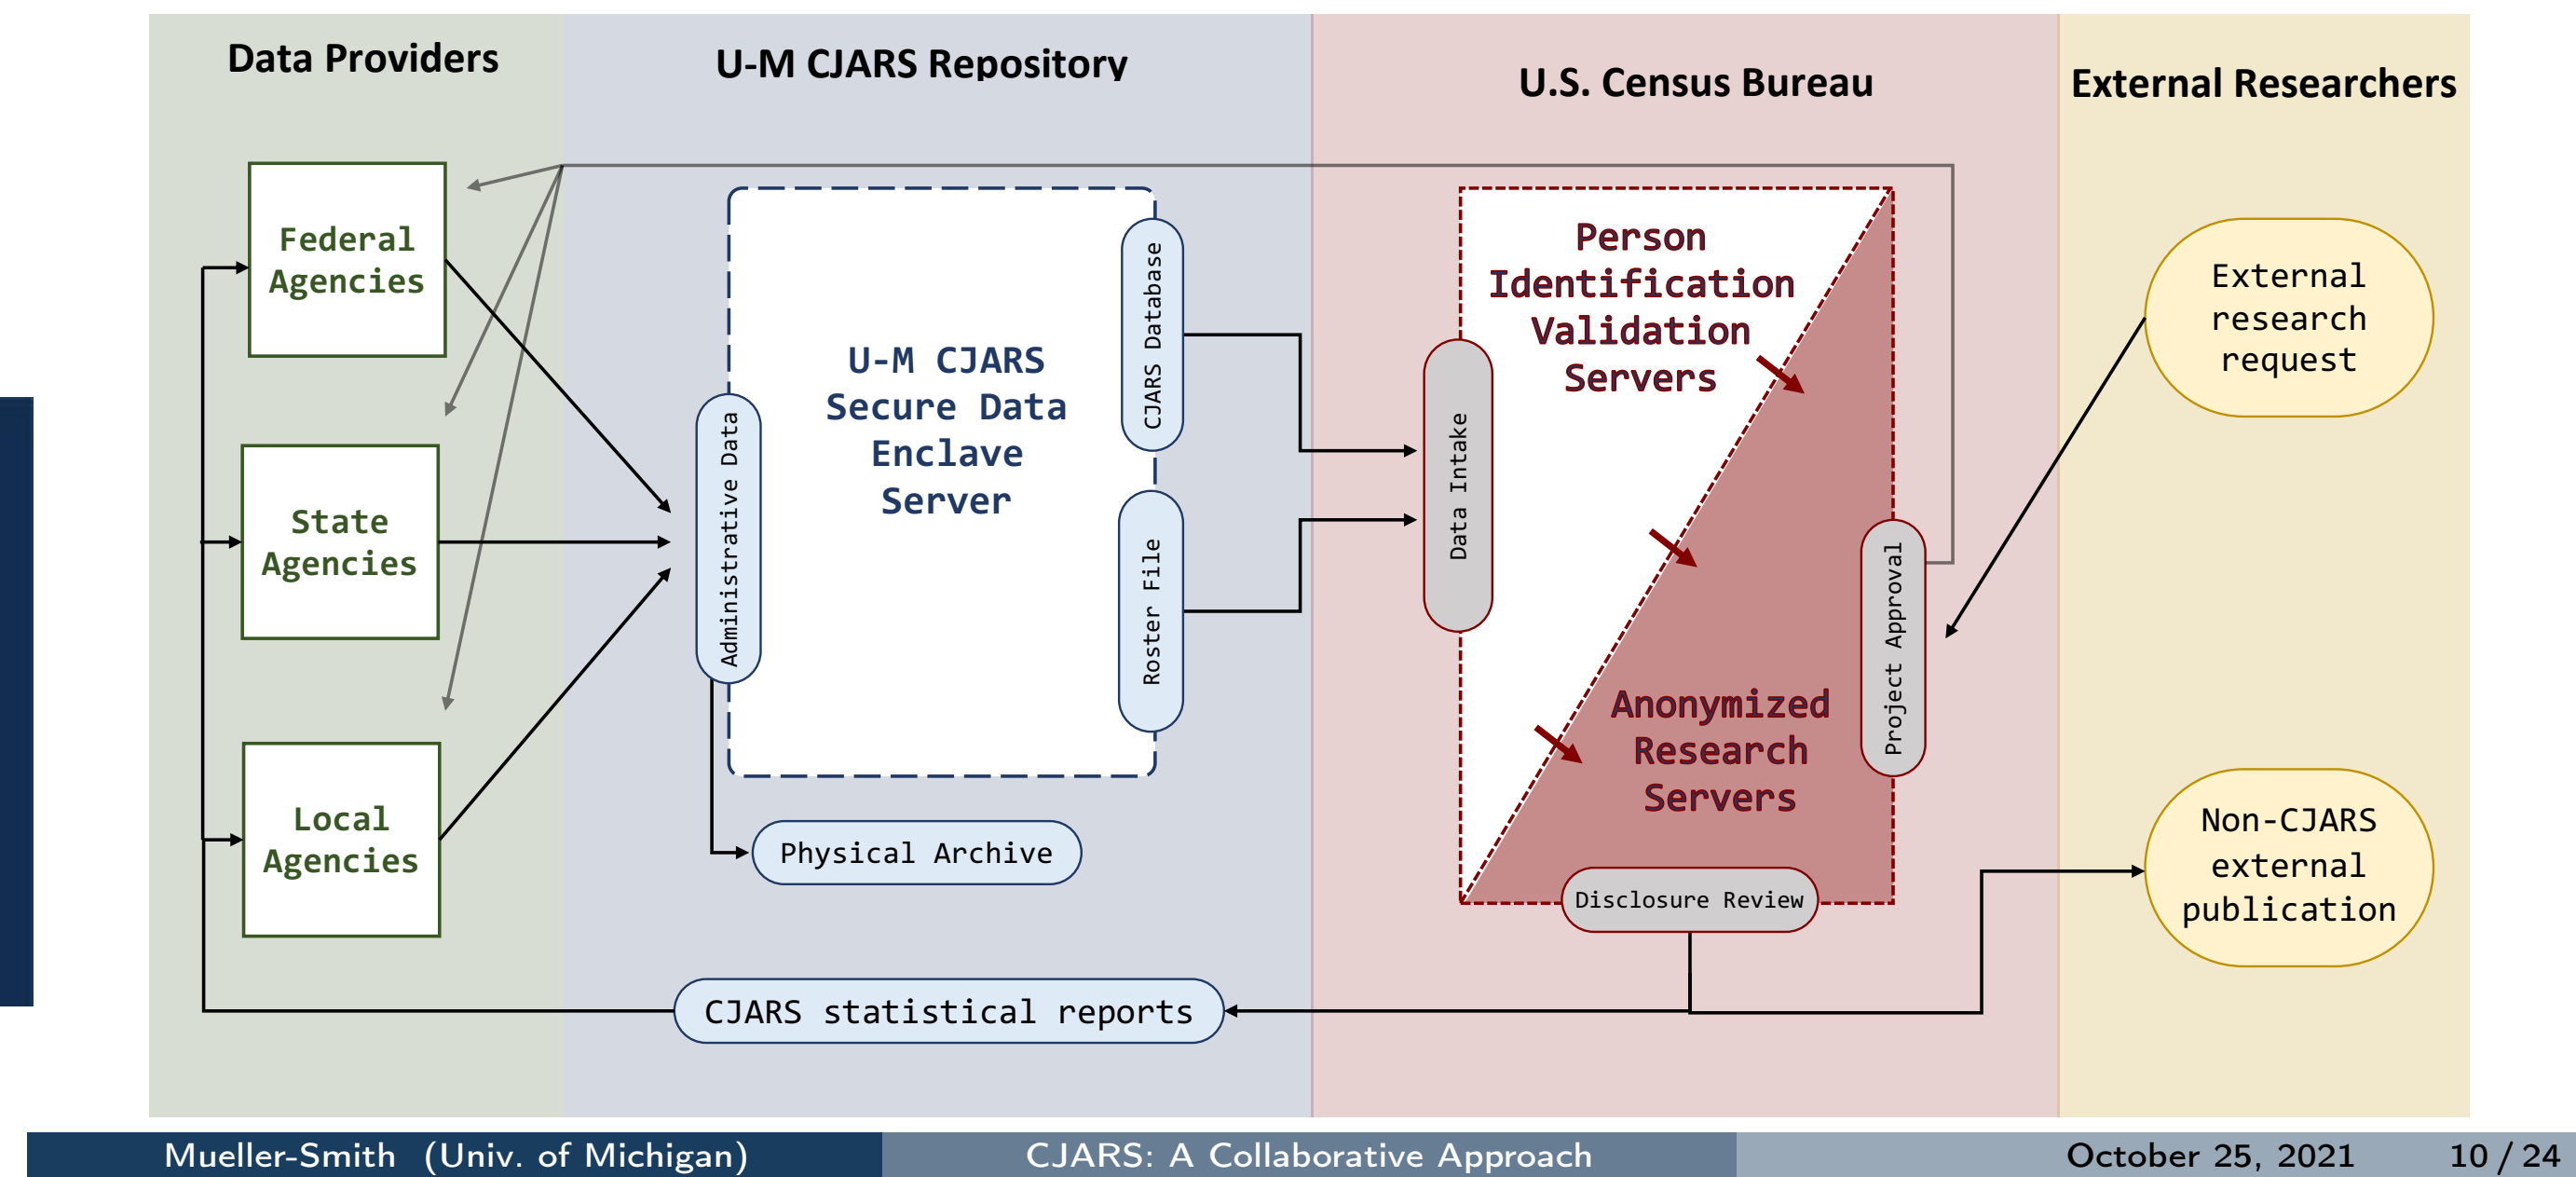 Data Providers
U-M CJARS Repository
U.S. Census Bureau
External Researchers
Federal
Agencies
State
Agencies
Local
Agencies
Administrative Data
U-M CJARS
Secure Data
Enclave
Server
CJARS Database
Roster File
Physical Archive
CJARS statistical reports
Data Intake
Person
Identification
Validation
Servers
Anonymized
Research
Servers
Project Approval
Disclosure Review
External
research
request
Non-CJARS
external
publication
Mueller-Smith (Univ. of Michigan)
CJARS: A Collaborative Approach
October 25, 2021
10 / 24